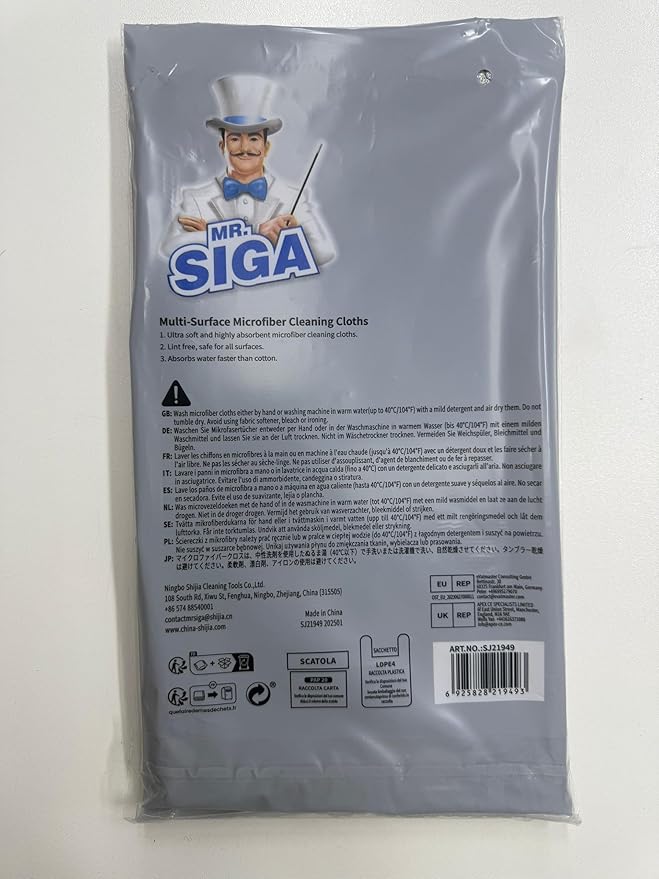 MR.
SIGA
Multi-Surface Microfiber Cleaning Cloths
1. Ultra soft and highly absorbent microfiber cleaning cloths.
2. Lint free, safe for all surfaces.
3. Absorbs water faster than cotton.
GB: Wash microfiber cloths either by hand or washing machine in warm water(up to 40°C/104°F) with a mild detergent and air dry them. Do not
tumble dry. Avoid using fabric softener, bleach or ironing.
DE: Waschen Sie Mikrofasertücher entweder per Hand oder in der Waschmaschine in warmem Wasser (bis 40°C/104°F) mit einem milden
Waschmittel und lassen Sie sie an der Luft trocknen. Nicht im Wäschetrockner trocknen. Vermeiden Sie Weichspüler, Bleichmittel und
Bügeln.
FR: Laver les chiffons en microfibres à la main ou en machine à l'eau chaude (jusqu'à 40°C/104°F) avec un détergent doux et les faire sécher à
l'air libre. Ne pas les sécher au sèche-linge. Ne pas utiliser d'assouplissant, d'agent de blanchiment ou de fer à repasser.
IT: Lavare i panni in microfibra a mano o in lavatrice in acqua calda (fino a 40°C) con un detergente delicato e asciugarli all'aria. Non asciugare
in asciugatrice. Evitare l'uso di ammorbidente, candeggina o stiratura.
ES: Lave los paños de microfibra a mano o a máquina en agua caliente (hasta 40°C/104°F) con un detergente suave y séquelos al aire. No secar
en secadora. Evite el uso de suavizante, lejía o plancha.
NL: Was microvezeldoeken met de hand of in de wasmachine in warm water (tot 40°C/104°F) met een mild wasmiddel en laat ze aan de lucht
drogen. Niet in de droger drogen. Vermijd het gebruik van wasverzachter, bleekmiddel of strijken.
SE: Tvätta mikrofiberdukarna för hand eller i tvättmaskin i varmt vatten (upp till 40°C/104°F) med ett milt rengöringsmedel och låt dem
lufttorka. Får inte torktumlas. Undvik att använda sköljmedel, blekmedel eller strykning.
PL: Ściereczki z mikrofibry należy prać ręcznie lub w pralce w ciepłej wodzie (do 40°C/104°F) z łagodnym detergentem i suszyć na powietrzu.
Nie suszyć w suszarce bębnowej. Unikaj używania płynu do zmiękczania tkanin, wybielacza lub prasowania.
JP: マイクロファイバークロスは、中性洗剤を使用したぬるま湯 (40°C以下) で手洗いまたは洗濯機で洗い、自然乾燥させてください。タンブラー乾燥
は避けてください。柔軟剤、漂白剤、アイロンの使用は避けてください。
Ningbo Shijia Cleaning Tools Co.,Ltd.
108 South Rd, Xiwu St, Fenghua, Ningbo, Zhejiang, China (315505)
+86 574 88540001
contactmrsiga@shijia.cn
www.china-shijia.com
Made in China
SJ21949 202501
EU REP
eVatmaster Consulting GmbH
Bettinastr. 30
60325 Frankfurt am Main, Germany
contact@evatmaster.com
UK REP
APEX CE SPECIALISTS LIMITED
ART.NO.:SJ21949
6 925828 219493
FR
quefairedemesdechets.fr
SCATOLA
PAP 20
RACCOLTA CARTA
SACCHETTO
LDPE4
RACCOLTA PLASTICA